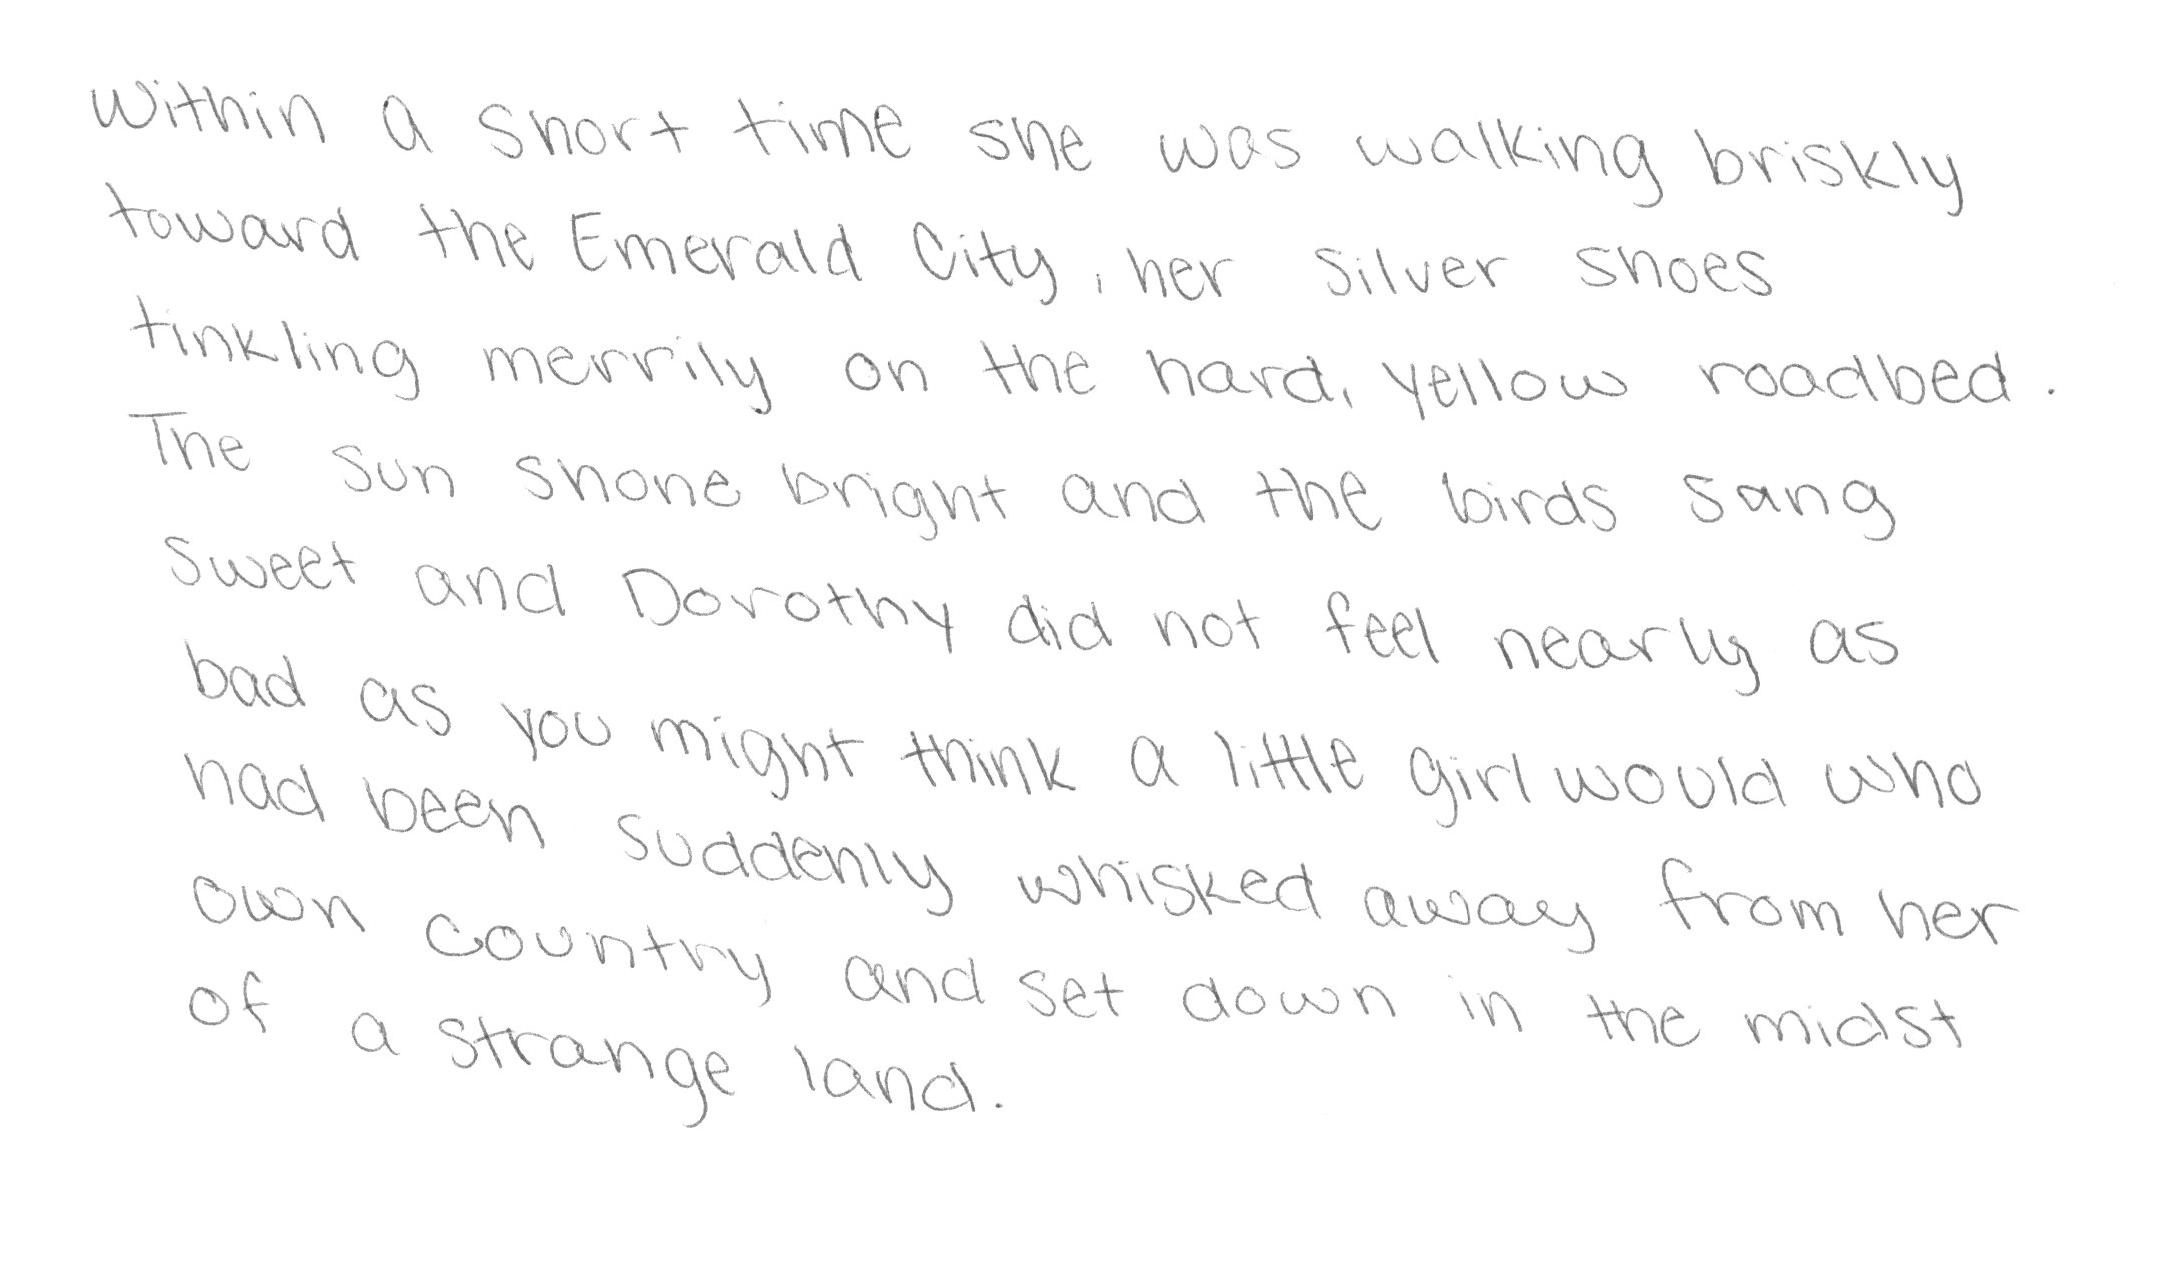 Within a short time she was walking briskly
toward the Emerald City, her silver shoes
tinkling merrily on the hard, yellow roadbed.
The sun shone bright and the birds sang
sweet and Dorothy did not feel nearly as
bad as you might think a little girl would who
had been suddenly whisked away from her
own country and set down in the midst
of a strange land.